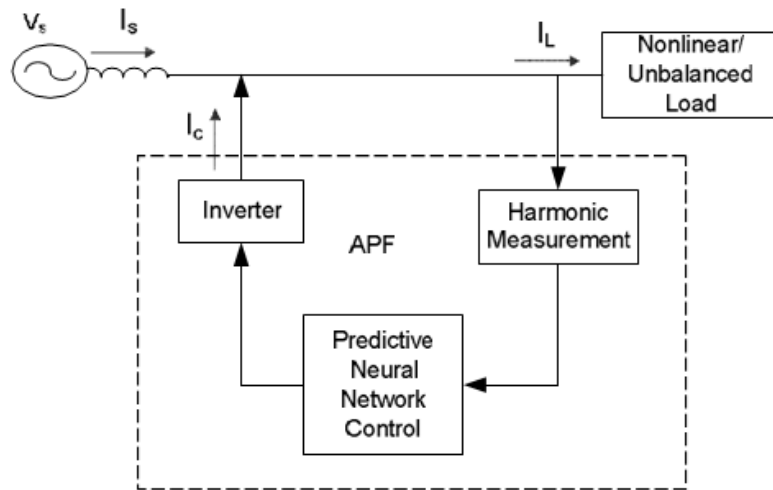 Vs
Is
IL
Nonlinear/
Unbalanced
Load
Ic
Inverter
APF
Harmonic
Measurement
Predictive
Neural
Network
Control